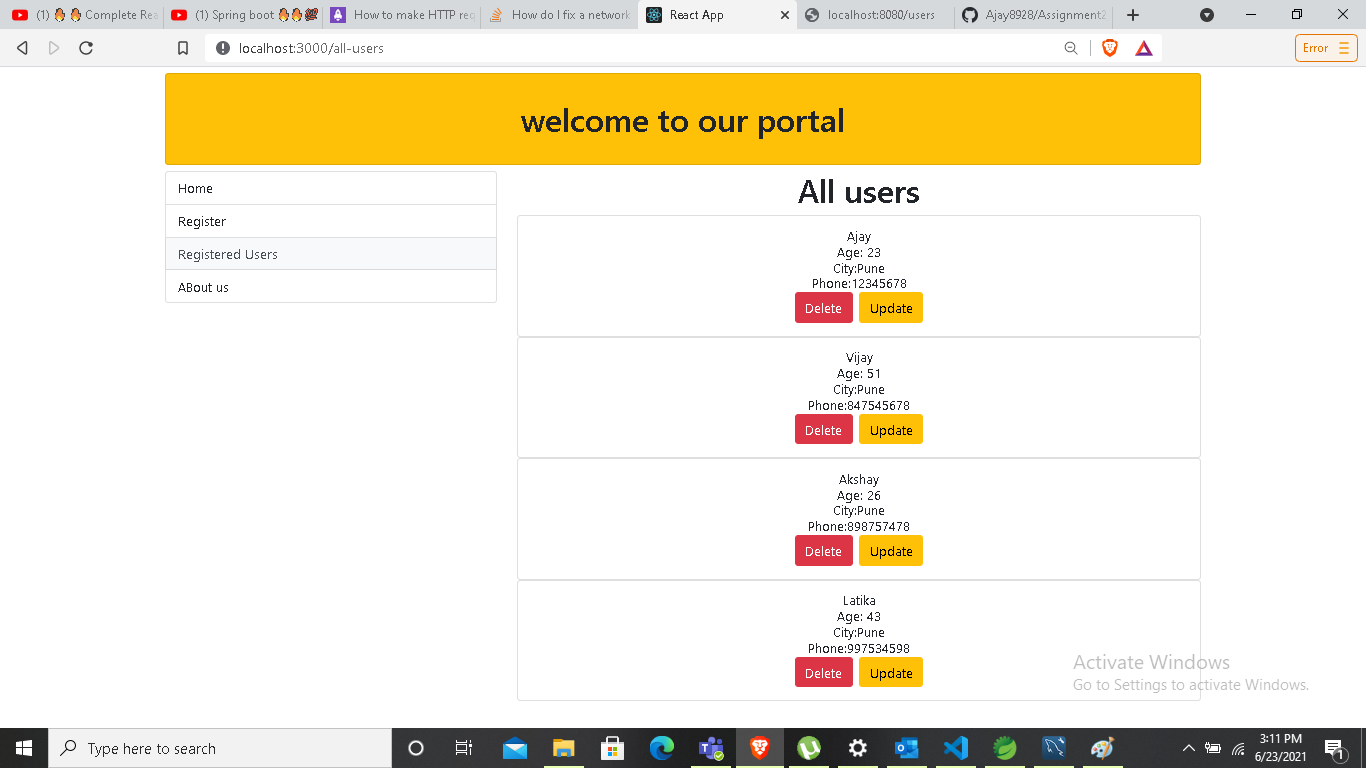 (1) 🔥🔥 Complete Rea
(1) Spring boot 🔥🔥💯
How to make HTTP req
How do I fix a network
React App
localhost:8080/users
Ajay8928/Assignment2
localhost:3000/all-users
Error
welcome to our portal
Home
Register
Registered Users
ABout us
All users
Ajay
Age: 23
City:Pune
Phone:12345678
Delete Update
Vijay
Age: 51
City:Pune
Phone:847545678
Delete Update
Akshay
Age: 26
City:Pune
Phone:898757478
Delete Update
Latika
Age: 43
City:Pune
Phone:997534598
Delete Update
Activate Windows
Go to Settings to activate Windows.
Type here to search
3:11 PM
6/23/2021
1